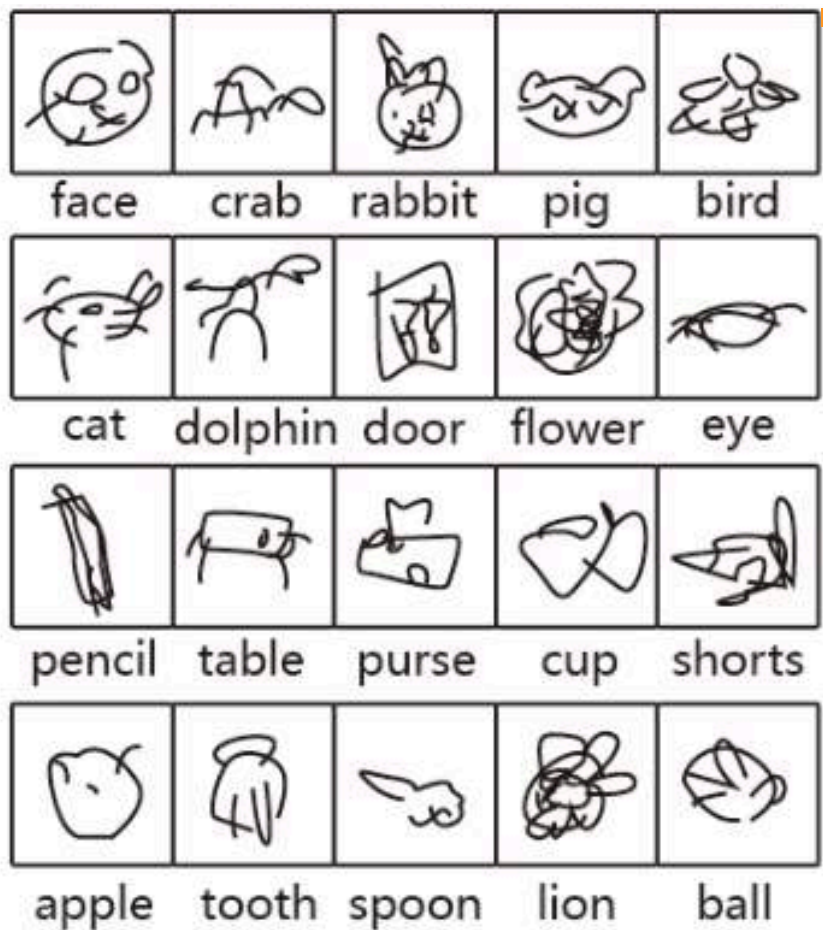 face crab rabbit pig bird
cat dolphin door flower eye
pencil table purse cup shorts
apple tooth spoon lion ball